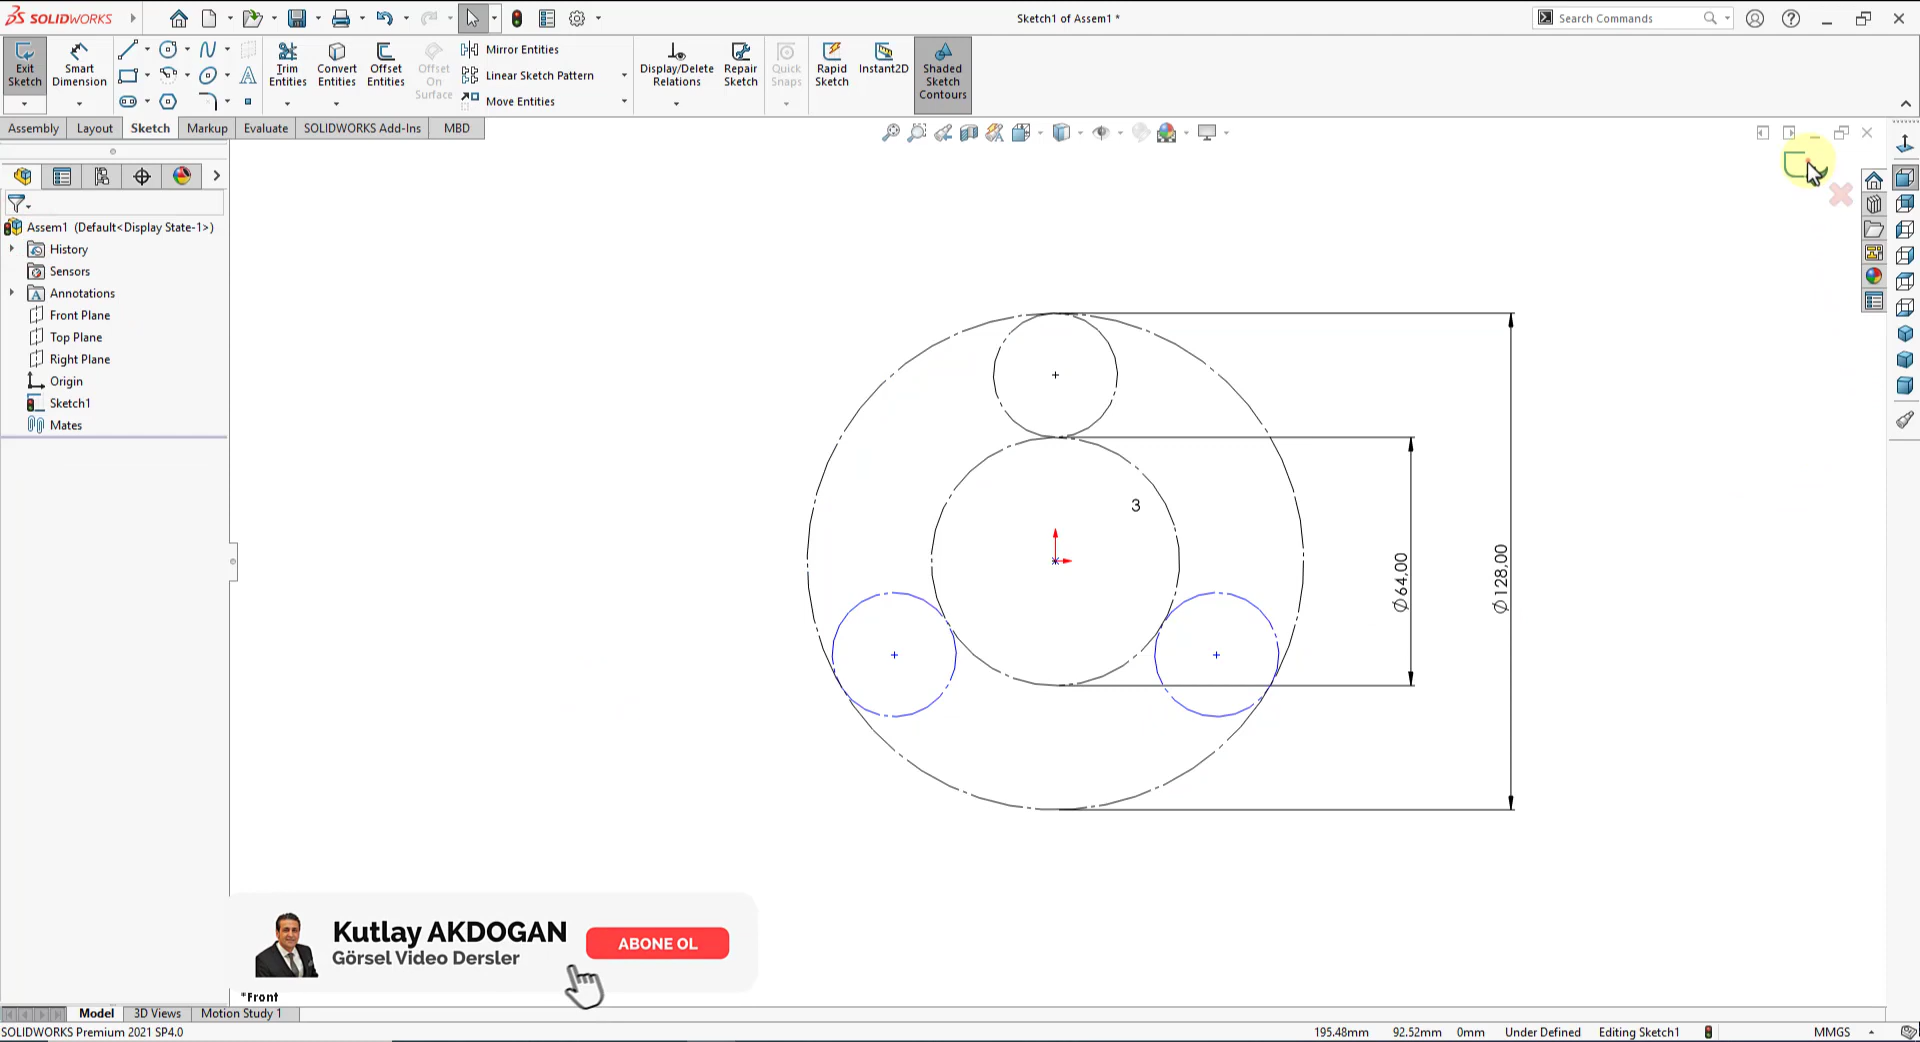 SOLIDWORKS
Sketch1 of Assem1 *
Search Commands
Exit Sketch
Smart Dimension
Trim Entities
Convert Entities
Offset Entities
Offset On Surface
Mirror Entities
Linear Sketch Pattern
Move Entities
Display/Delete Relations
Repair Sketch
Quick Snaps
Rapid Sketch
Instant2D
Shaded Sketch Contours
Assembly
Layout
Sketch
Markup
Evaluate
SOLIDWORKS Add-Ins
MBD
Assem1 (Default<Display State-1>)
History
Sensors
Annotations
Front Plane
Top Plane
Right Plane
Origin
Sketch1
Mates
3
Ø64,00
Ø128,00
Kutlay AKDOGAN
Görsel Video Dersler
ABONE OL
*Front
Model
3D Views
Motion Study 1
SOLIDWORKS Premium 2021 SP4.0
195.48mm
92.52mm
0mm
Under Defined
Editing Sketch1
MMGS